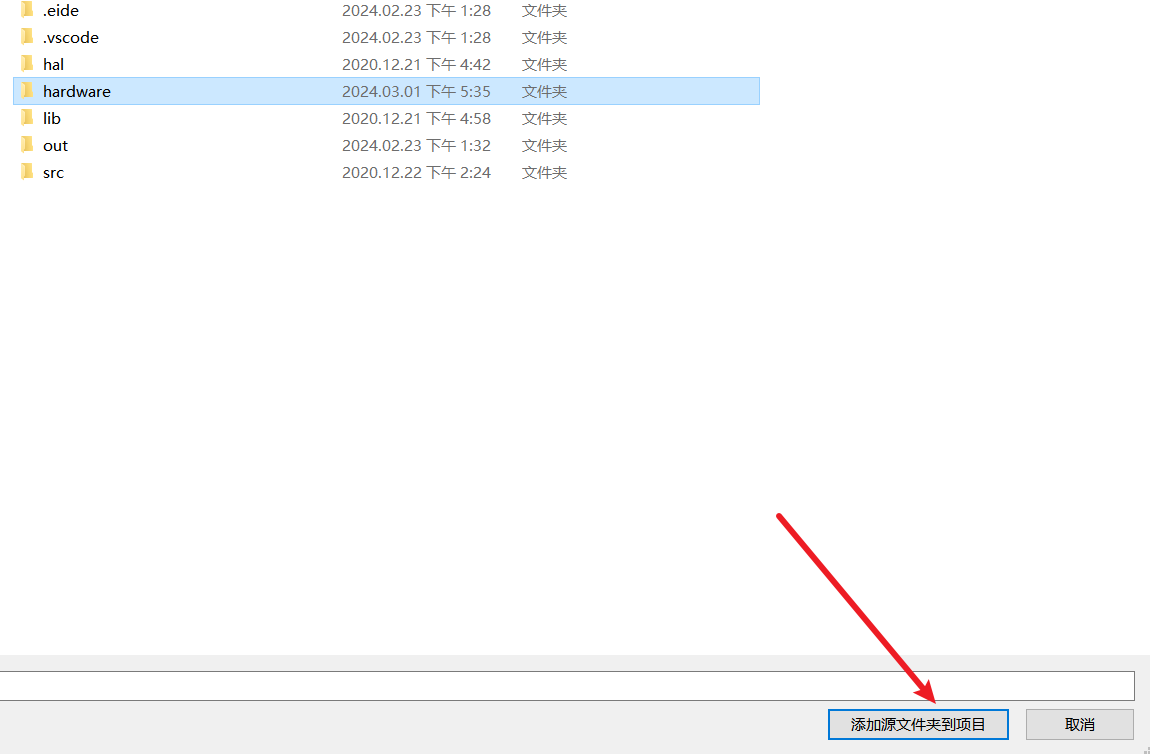 .eide 2024.02.23 下午 1:28 文件夹
.vscode 2024.02.23 下午 1:28 文件夹
hal 2020.12.21 下午 4:42 文件夹
hardware 2024.03.01 下午 5:35 文件夹
lib 2020.12.21 下午 4:58 文件夹
out 2024.02.23 下午 1:32 文件夹
src 2020.12.22 下午 2:24 文件夹
添加源文件夹到项目 取消